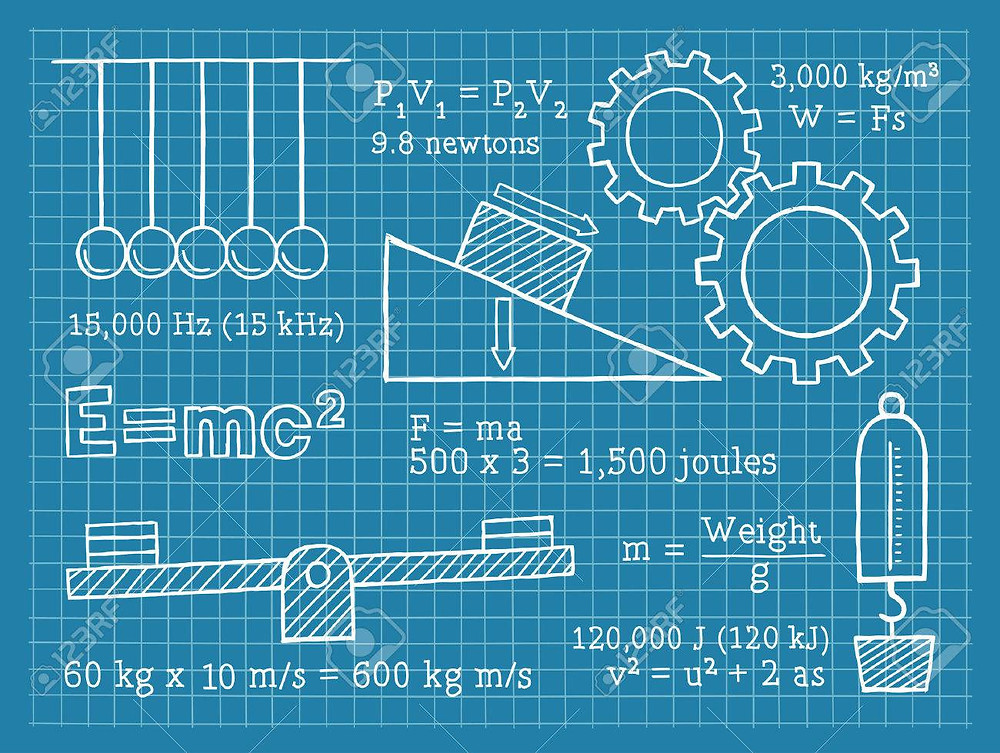 P₁V₁ = P₂V₂
9.8 newtons
3,000 kg/m³
W = Fs
15,000 Hz (15 kHz)
E=mc²
F = ma
500 x 3 = 1,500 joules
m = Weight
g
120,000 J (120 kJ)
v² = u² + 2 as
60 kg x 10 m/s = 600 kg m/s
123RF